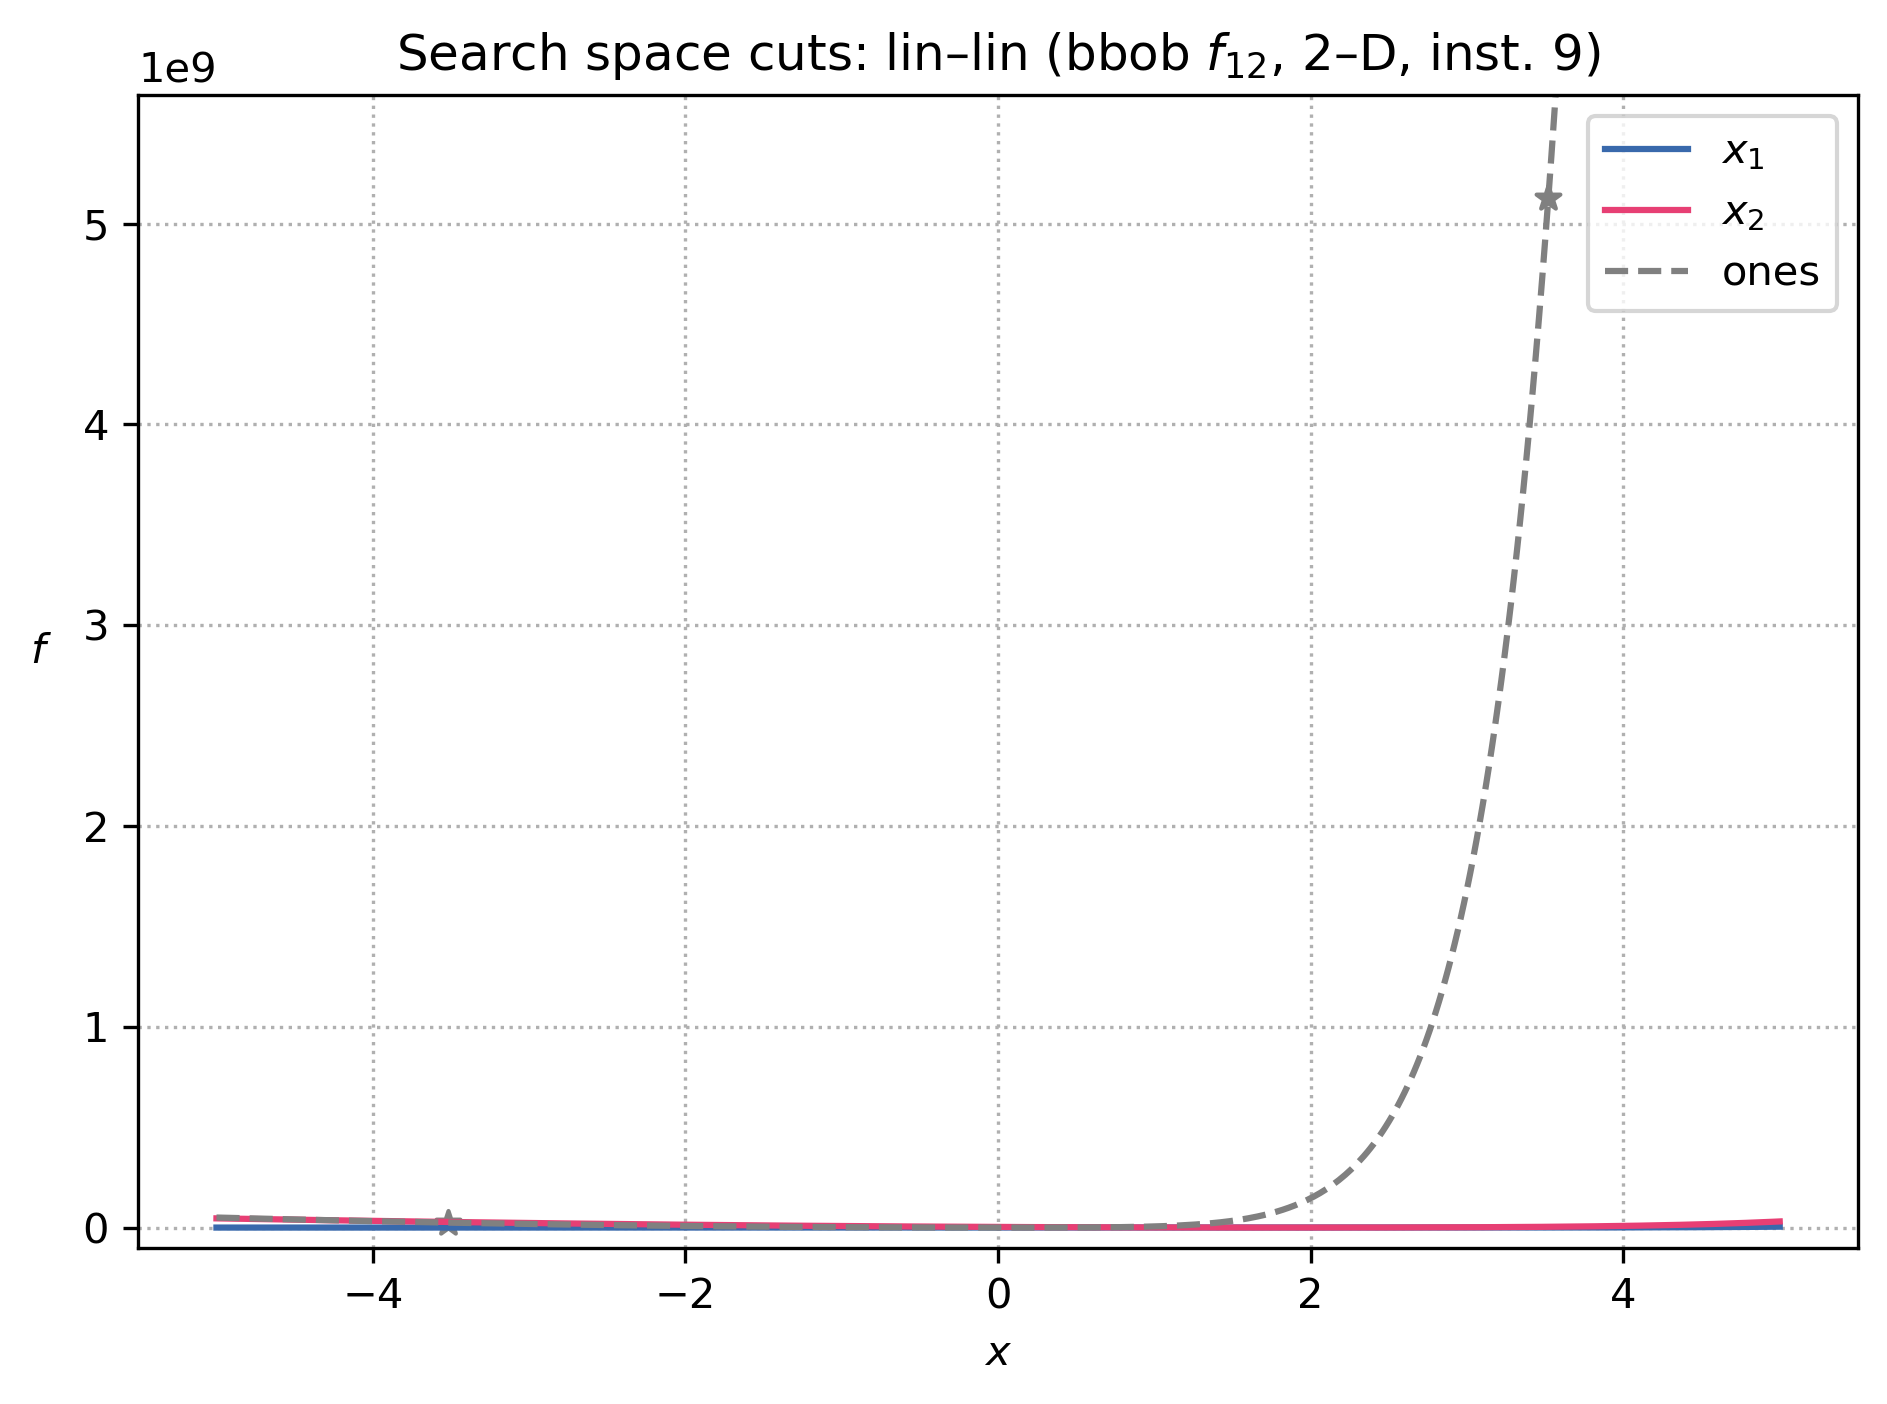 Search space cuts: lin–lin (bbob f₁₂, 2–D, inst. 9)
1e9
x₁
x₂
ones
5
4
3
2
1
0
f
−4
−2
0
2
4
x